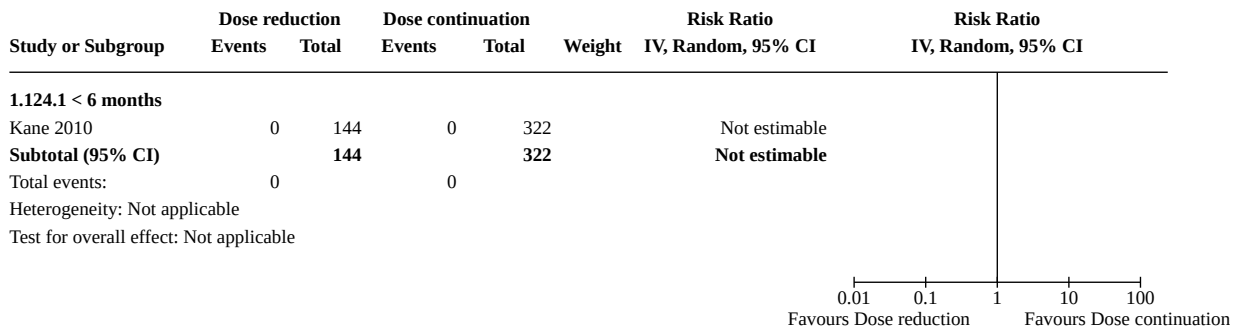 Dose reduction Dose continuation Risk Ratio Risk Ratio
Study or Subgroup Events Total Events Total Weight IV, Random, 95% CI IV, Random, 95% CI
1.124.1 < 6 months
Kane 2010 0 144 0 322 Not estimable
Subtotal (95% CI) 144 322 Not estimable
Total events: 0 0
Heterogeneity: Not applicable
Test for overall effect: Not applicable
0.01 0.1 1 10 100
Favours Dose reduction Favours Dose continuation